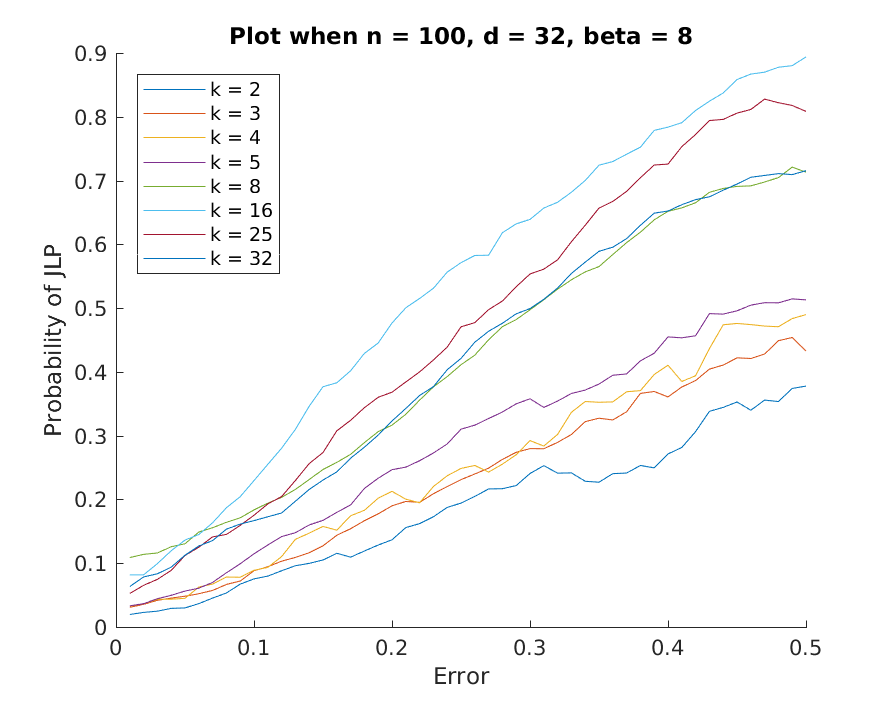 Plot when n = 100, d = 32, beta = 8
0.9
0.8
0.7
0.6
0.5
0.4
0.3
0.2
0.1
0
k = 2
k = 3
k = 4
k = 5
k = 8
k = 16
k = 25
k = 32
Probability of JLP
0 0.1 0.2 0.3 0.4 0.5
Error